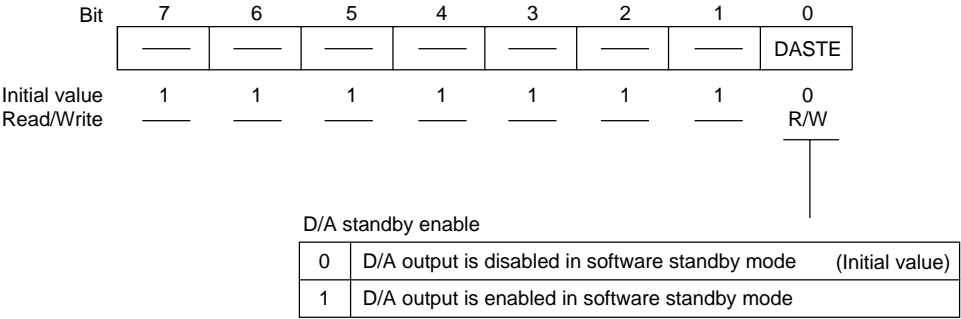 Bit 7 6 5 4 3 2 1 0
— — — — — — — DASTE
Initial value 1 1 1 1 1 1 1 0
Read/Write — — — — — — — R/W
D/A standby enable
0 D/A output is disabled in software standby mode (Initial value)
1 D/A output is enabled in software standby mode